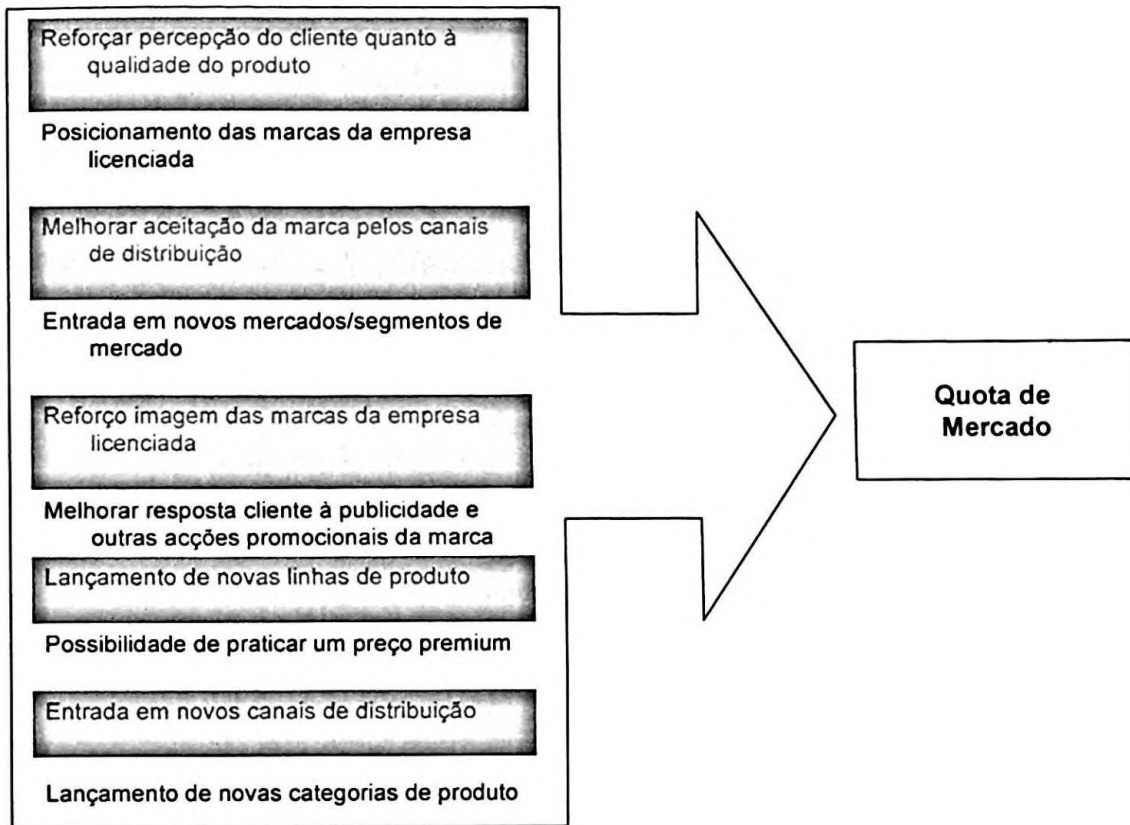 Reforçar percepção do cliente quanto à
qualidade do produto
Posicionamento das marcas da empresa
licenciada
Melhorar aceitação da marca pelos canais
de distribuição
Entrada em novos mercados/segmentos de
mercado
Reforço imagem das marcas da empresa
licenciada
Melhorar resposta cliente à publicidade e
outras acções promocionais da marca
Lançamento de novas linhas de produto
Possibilidade de praticar um preço premium
Entrada em novos canais de distribuição
Lançamento de novas categorias de produto
Quota de
Mercado